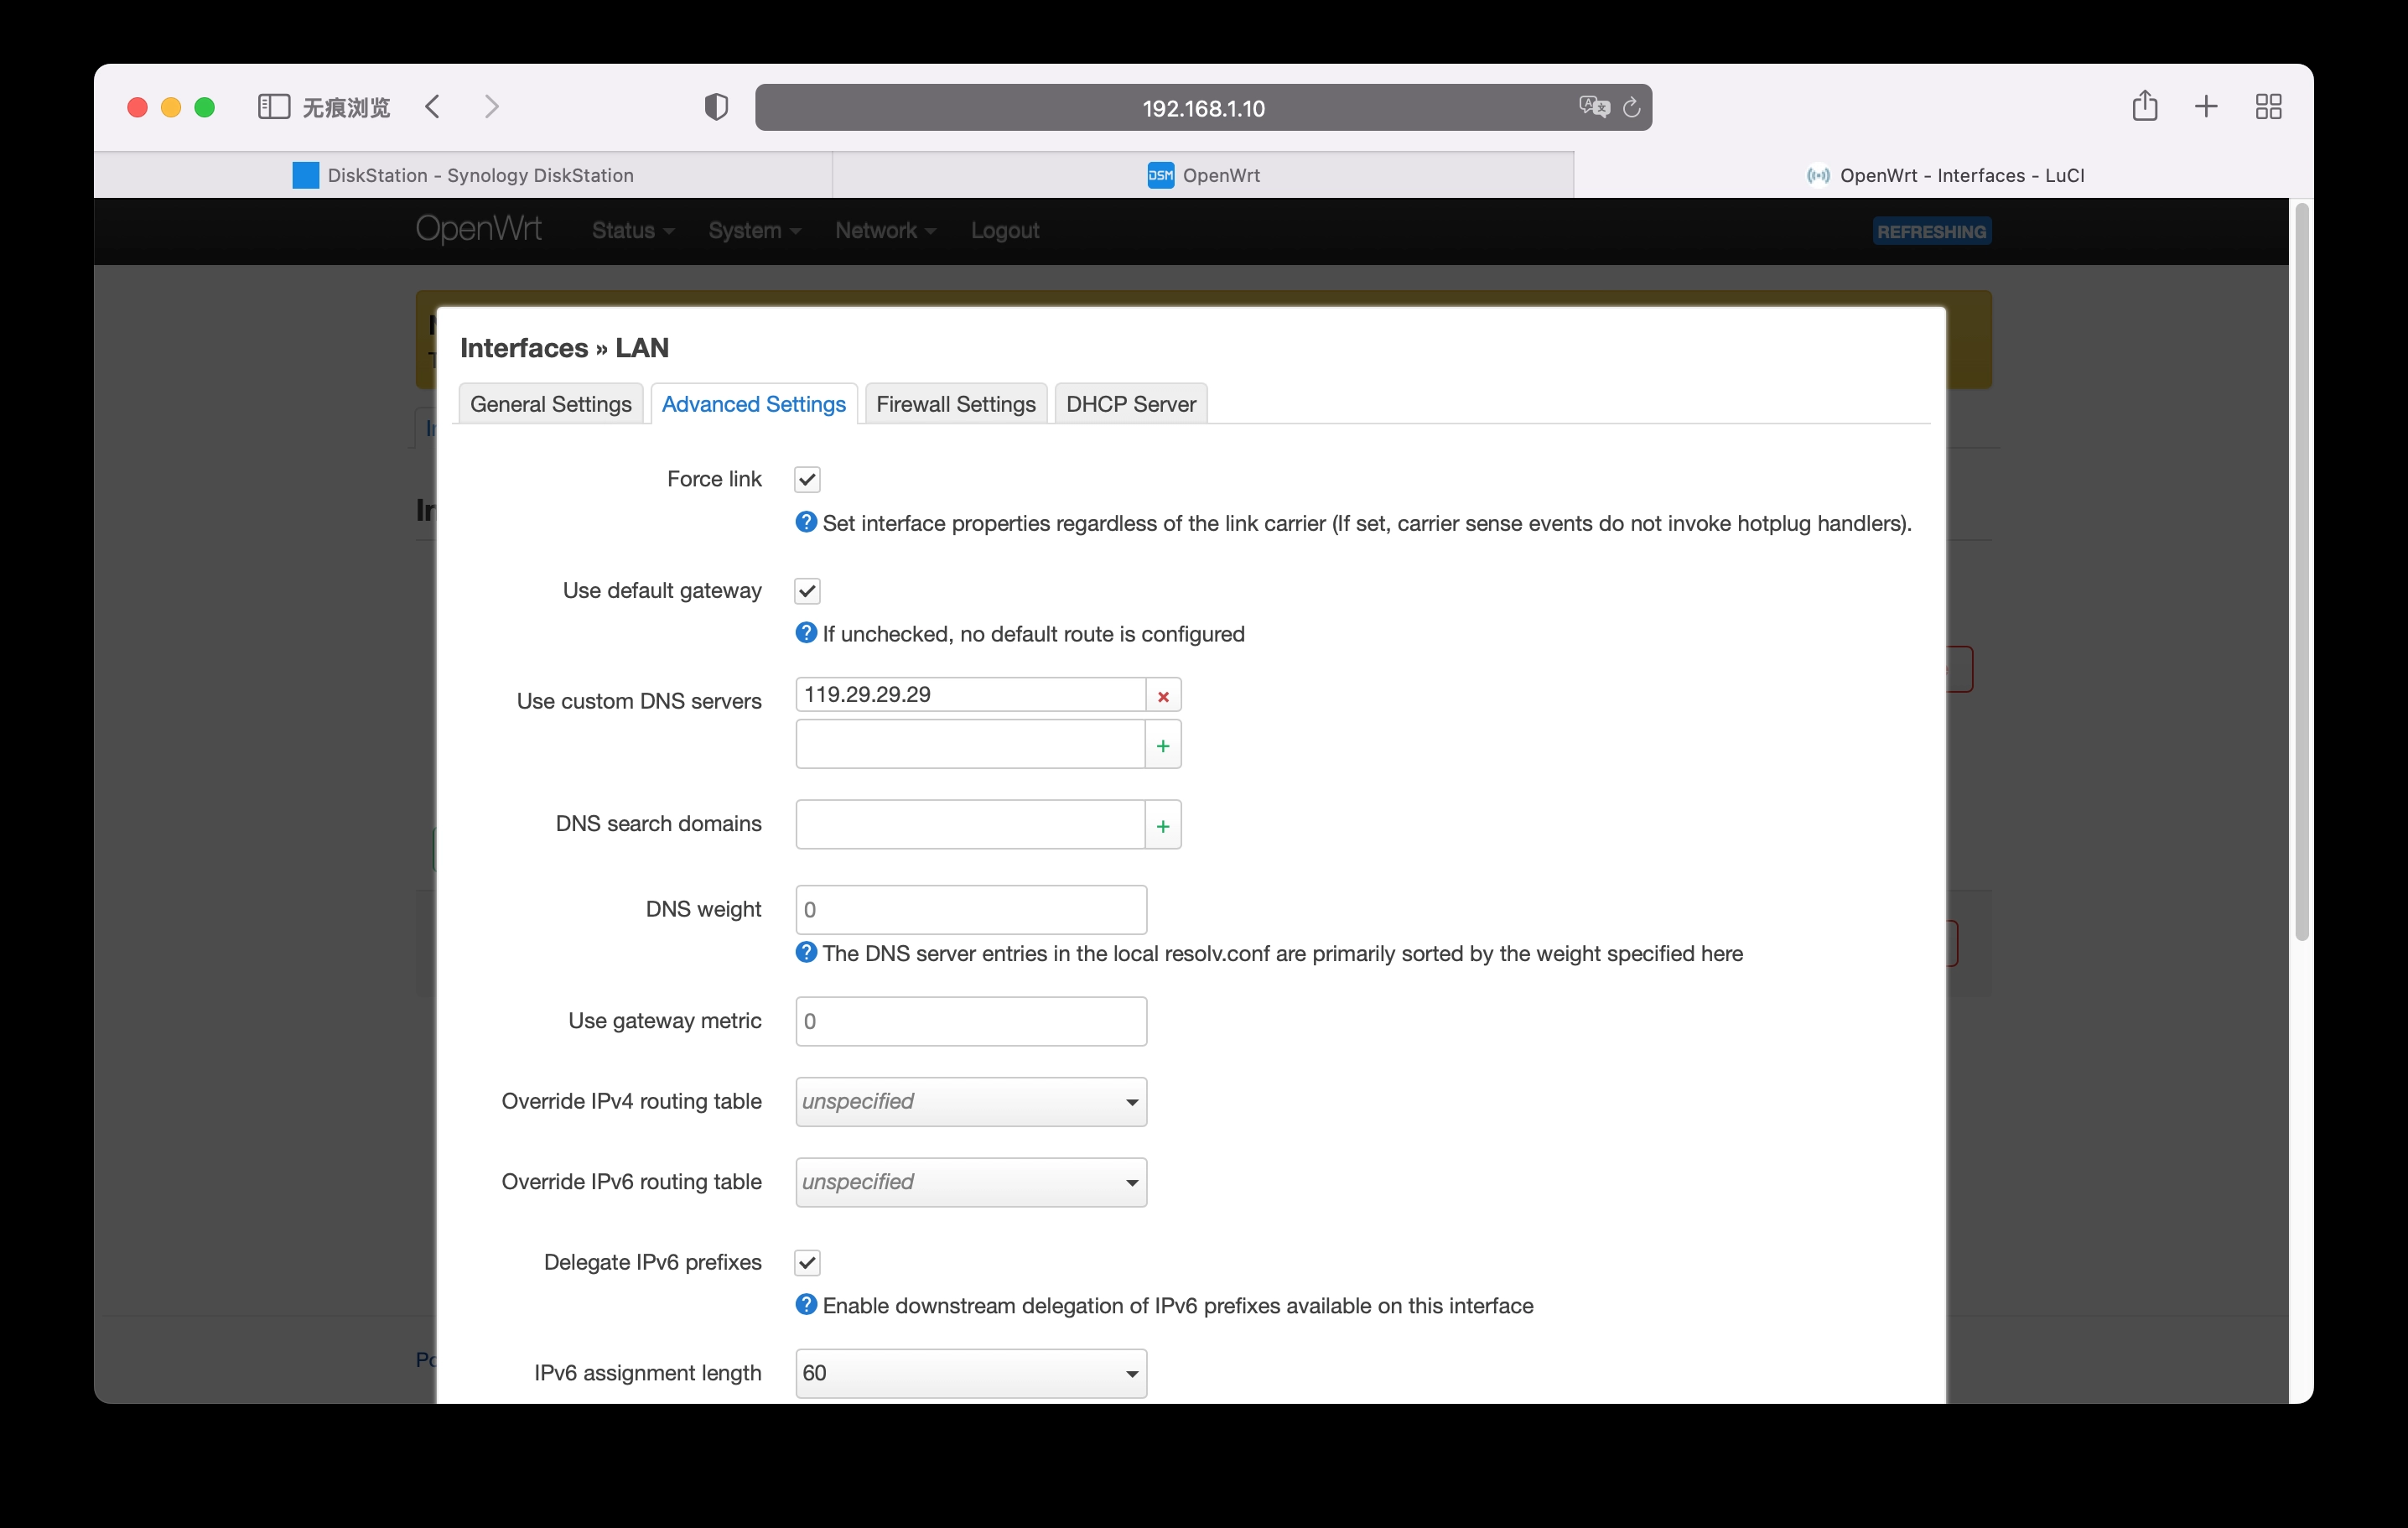 无痕浏览
192.168.1.10
DiskStation - Synology DiskStation
DSM OpenWrt
OpenWrt - Interfaces - LuCI
OpenWrt Status System Network Logout REFRESHING
Interfaces » LAN
General Settings Advanced Settings Firewall Settings DHCP Server
Force link
Set interface properties regardless of the link carrier (If set, carrier sense events do not invoke hotplug handlers).
Use default gateway
If unchecked, no default route is configured
Use custom DNS servers 119.29.29.29
DNS search domains
DNS weight 0
The DNS server entries in the local resolv.conf are primarily sorted by the weight specified here
Use gateway metric 0
Override IPv4 routing table unspecified
Override IPv6 routing table unspecified
Delegate IPv6 prefixes
Enable downstream delegation of IPv6 prefixes available on this interface
IPv6 assignment length 60